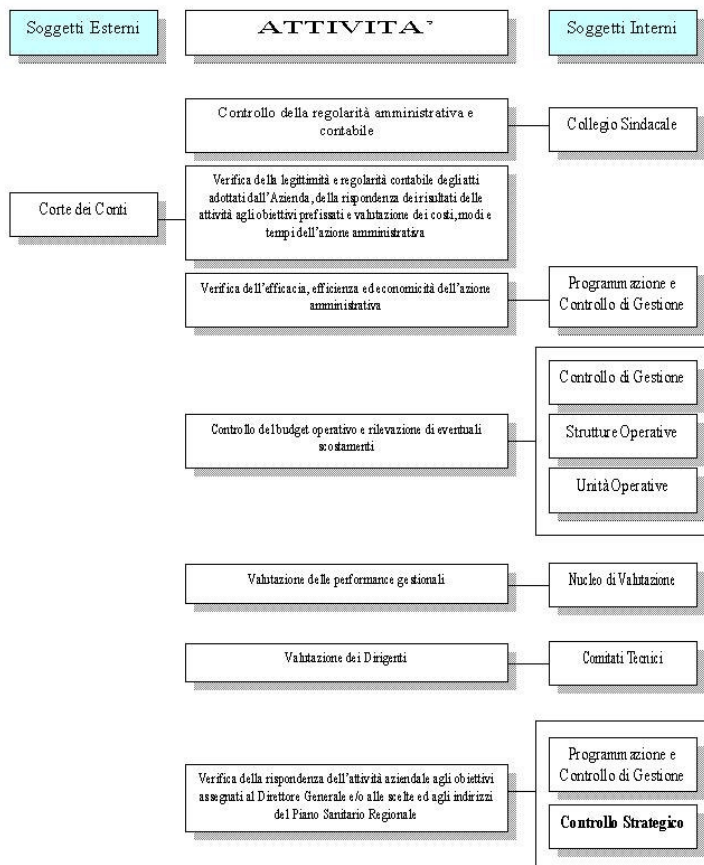 Soggetti Esterni
ATTIVITA'
Soggetti Interni
Controllo della regolarità amministrativa e
contabile
Collegio Sindacale
Corte dei Conti
Verifica della legittimità e regolarità contabile degli atti
adottati dall'Azienda, della rispondenza dei risultati delle
attività agli obiettivi prefissati e valutazione dei costi, modi e
tempi dell'azione amministrativa
Verifica dell'efficacia, efficienza ed economicità dell'azione
amministrativa
Programmazione e
Controllo di Gestione
Controllo del budget operativo e rilevazione di eventuali
scostamenti
Controllo di Gestione
Strutture Operative
Unità Operative
Valutazione delle performance gestionali
Nucleo di Valutazione
Valutazione dei Dirigenti
Comitati Tecnici
Verifica della rispondenza dell'attività aziendale agli obiettivi
assegnati al Direttore Generale e/o alle scelte ed agli indirizzi
del Piano Sanitario Regionale
Programmazione e
Controllo di Gestione
Controllo Strategico